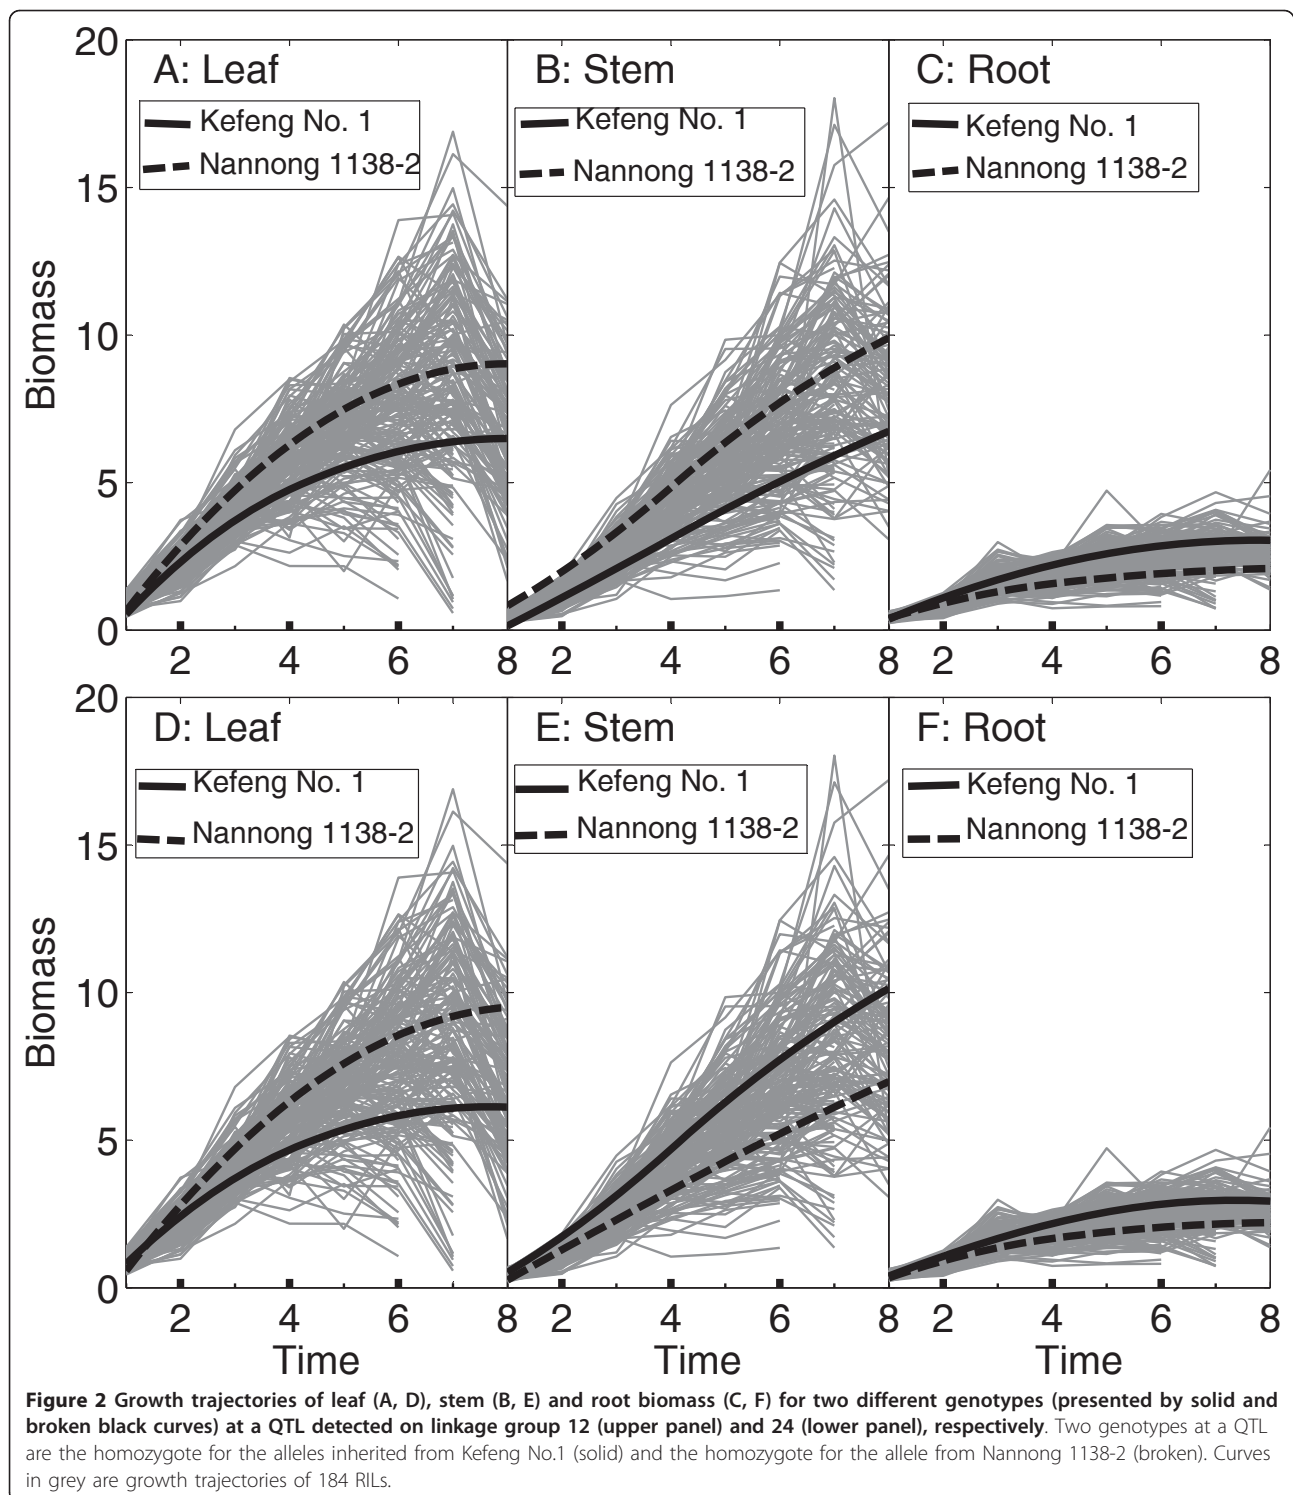 20
15
10
5
0
Biomass
A: Leaf
Kefeng No. 1
Nannong 1138-2
B: Stem
Kefeng No. 1
Nannong 1138-2
C: Root
Kefeng No. 1
Nannong 1138-2
2 4 6 8 2 4 6 8 2 4 6 8
20
15
10
5
0
Biomass
D: Leaf
Kefeng No. 1
Nannong 1138-2
E: Stem
Kefeng No. 1
Nannong 1138-2
F: Root
Kefeng No. 1
Nannong 1138-2
2 4 6 8 2 4 6 8 2 4 6 8
Time Time Time
Figure 2 Growth trajectories of leaf (A, D), stem (B, E) and root biomass (C, F) for two different genotypes (presented by solid and
broken black curves) at a QTL detected on linkage group 12 (upper panel) and 24 (lower panel), respectively. Two genotypes at a QTL
are the homozygote for the alleles inherited from Kefeng No.1 (solid) and the homozygote for the allele from Nannong 1138-2 (broken). Curves
in grey are growth trajectories of 184 RILs.